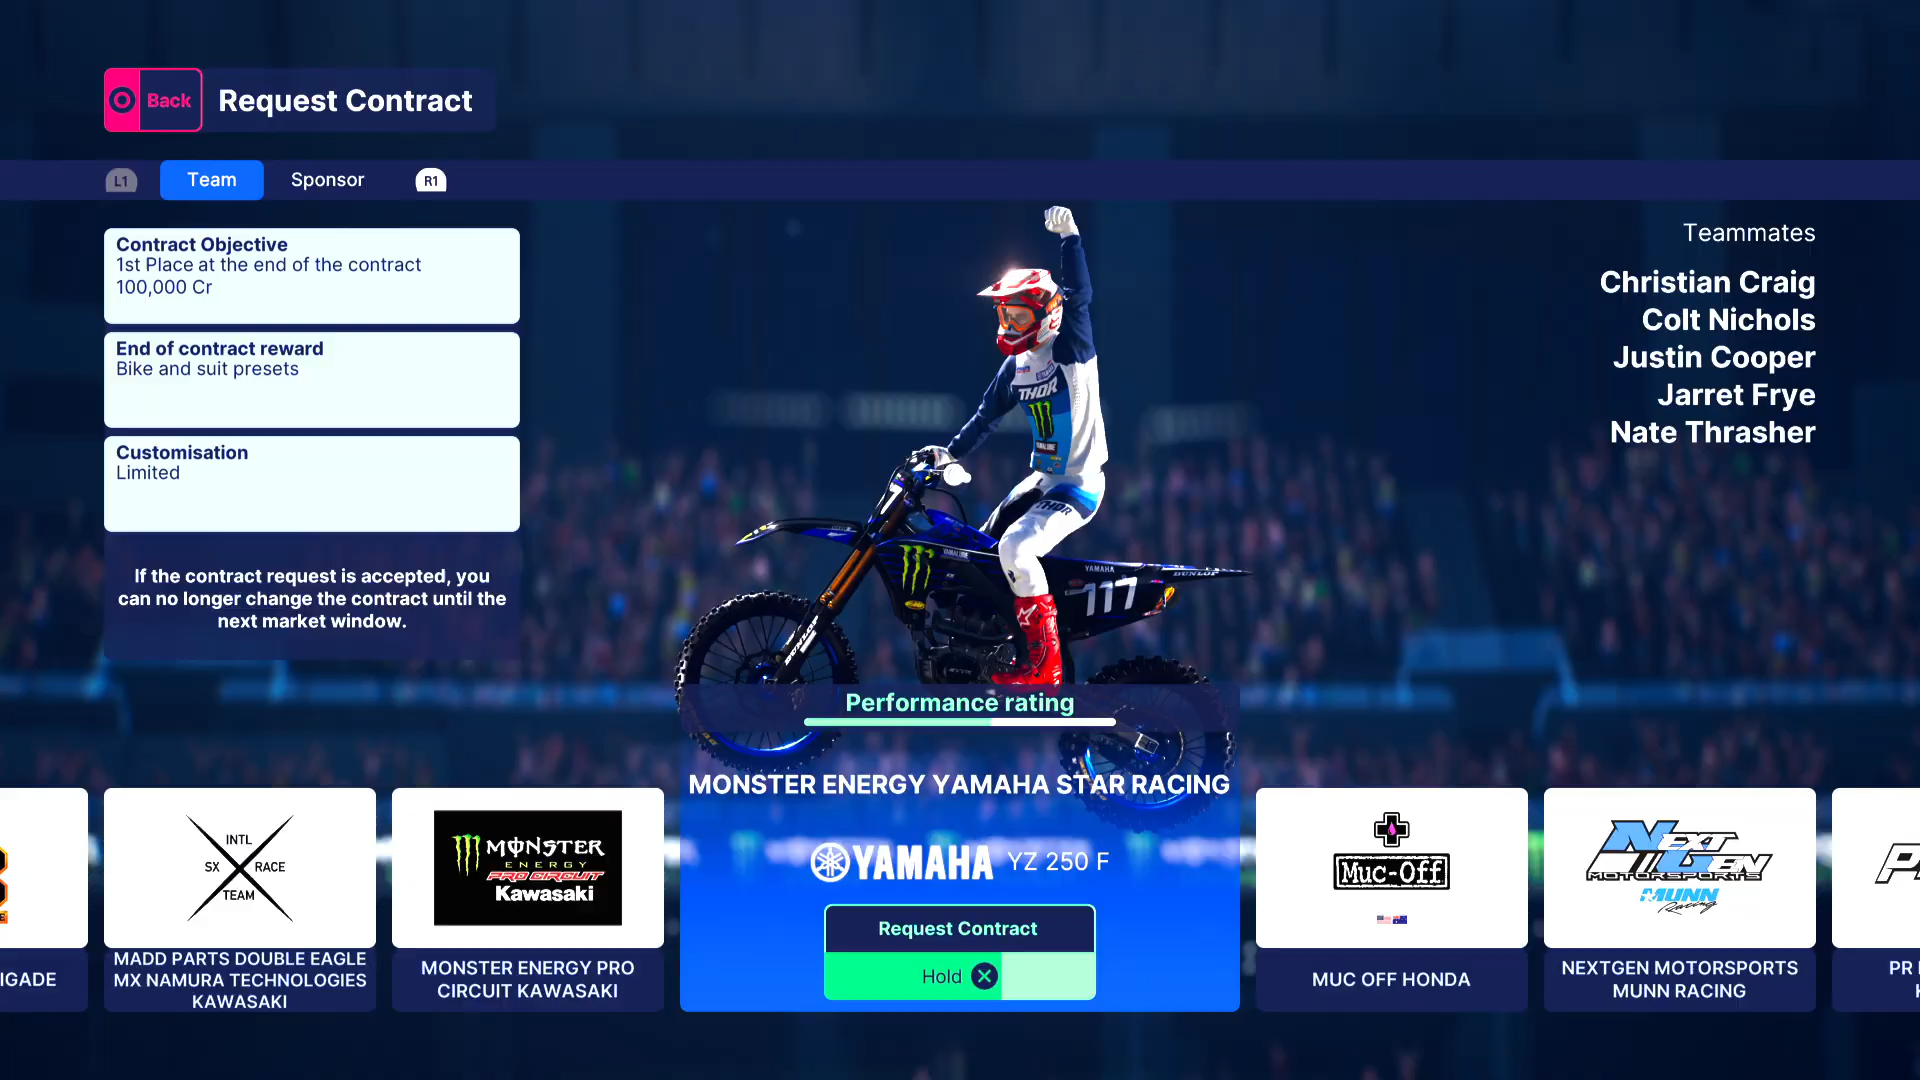 Back
Request Contract
L1
Team
Sponsor
R1
Contract Objective
1st Place at the end of the contract
100,000 Cr
End of contract reward
Bike and suit presets
Customisation
Limited
If the contract request is accepted, you
can no longer change the contract until the
next market window.
Teammates
Christian Craig
Colt Nichols
Justin Cooper
Jarret Frye
Nate Thrasher
THOR
THOR
7
YAMAHA
DUNLOP
117
DUNLOP
Performance rating
MONSTER ENERGY YAMAHA STAR RACING
YAMAHA YZ 250 F
Request Contract
Hold
IGADE
INTL
SX RACE
TEAM
MADD PARTS DOUBLE EAGLE
MX NAMURA TECHNOLOGIES
KAWASAKI
MONSTER
ENERGY
PRO CIRCUIT
Kawasaki
MONSTER ENERGY PRO
CIRCUIT KAWASAKI
Muc-Off
MUC OFF HONDA
NEXTGEN
MOTORSPORTS
MUNN
Racing
NEXTGEN MOTORSPORTS
MUNN RACING
P
PR
K